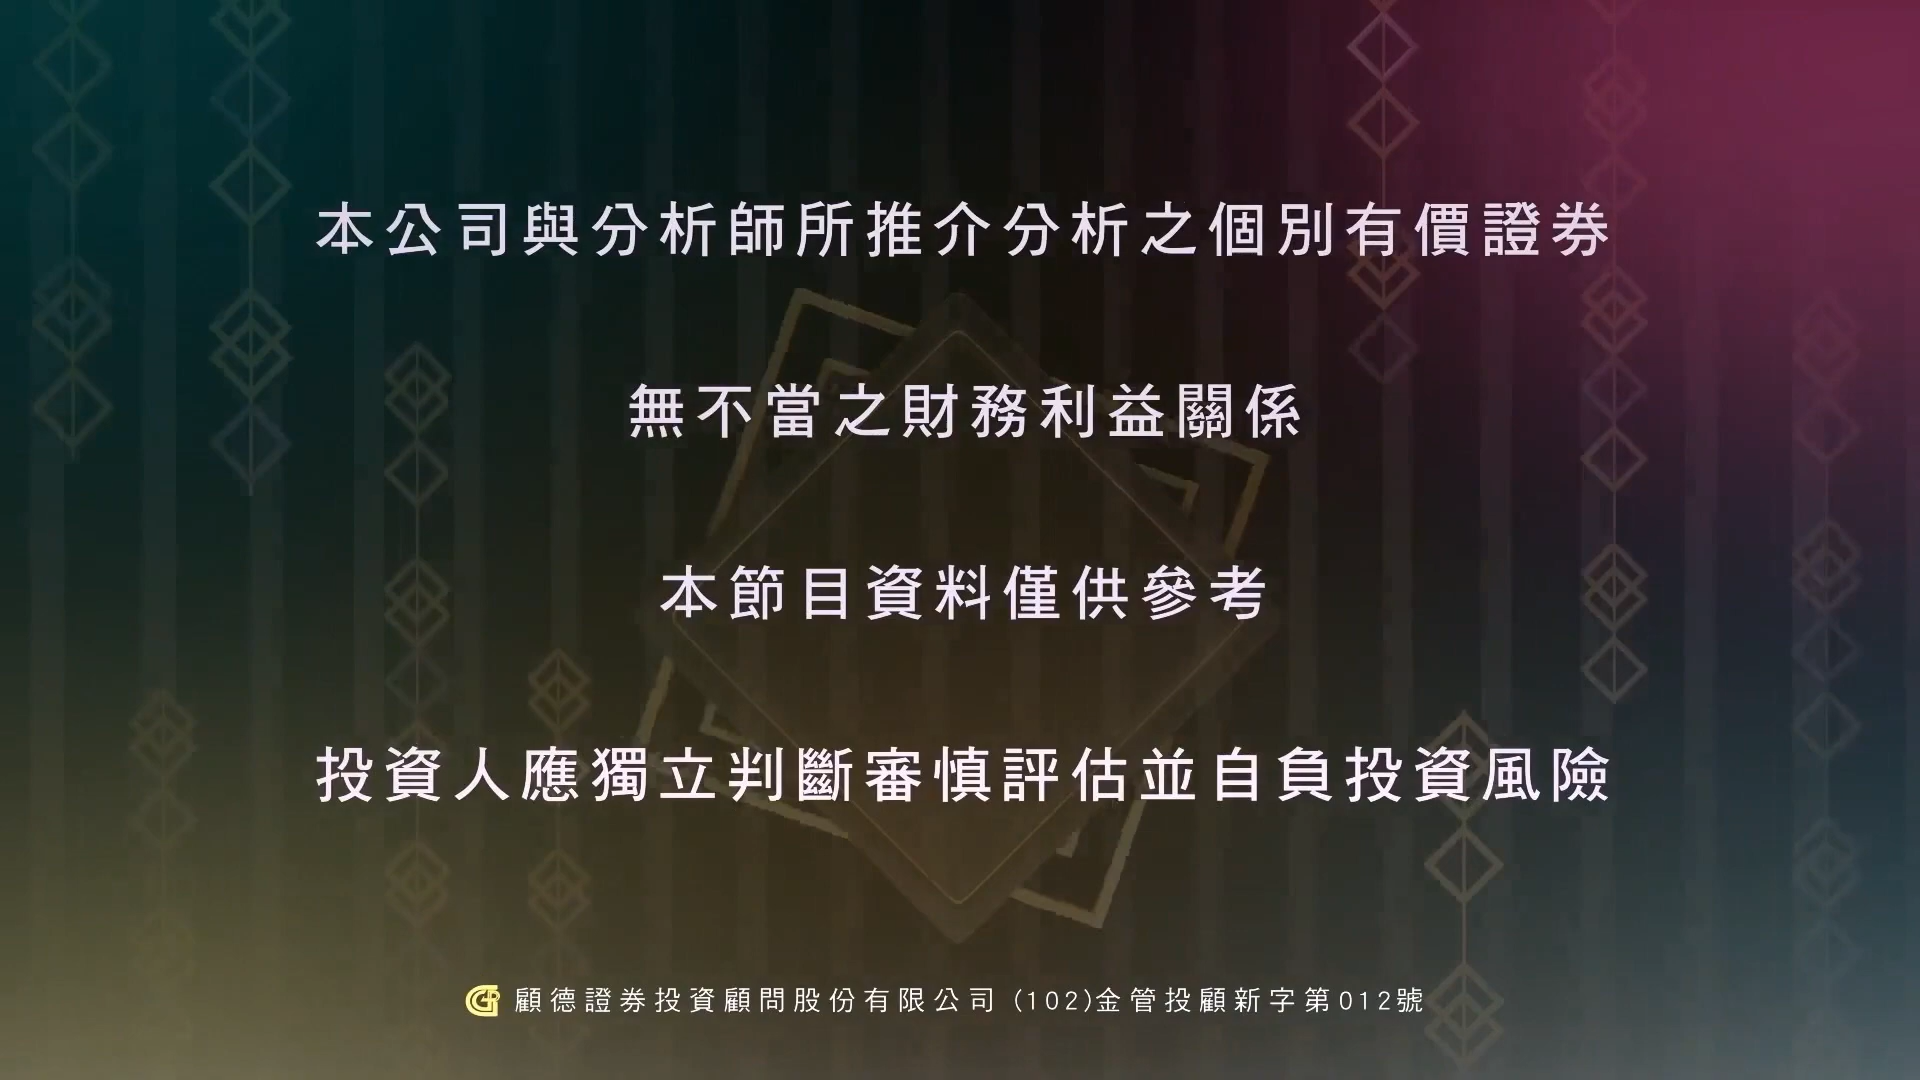 本公司與分析師所推介分析之個別有價證券
無不當之財務利益關係
本節目資料僅供參考
投資人應獨立判斷審慎評估並自負投資風險
顧德證券投資顧問股份有限公司 (102)金管投顧新字第012號